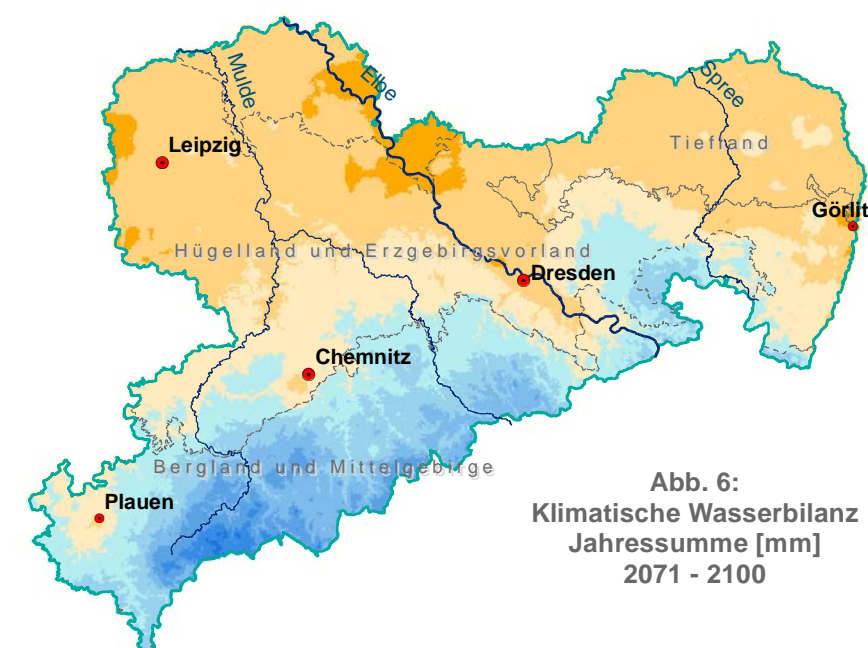 Mulde
Elbe
Spree
Leipzig
Tiefland
Görlit
Hügelland und Erzgebirgsvorland
Dresden
Chemnitz
Bergland und Mittelgebirge
Plauen
Abb. 6:
Klimatische Wasserbilanz
Jahressumme [mm]
2071 - 2100